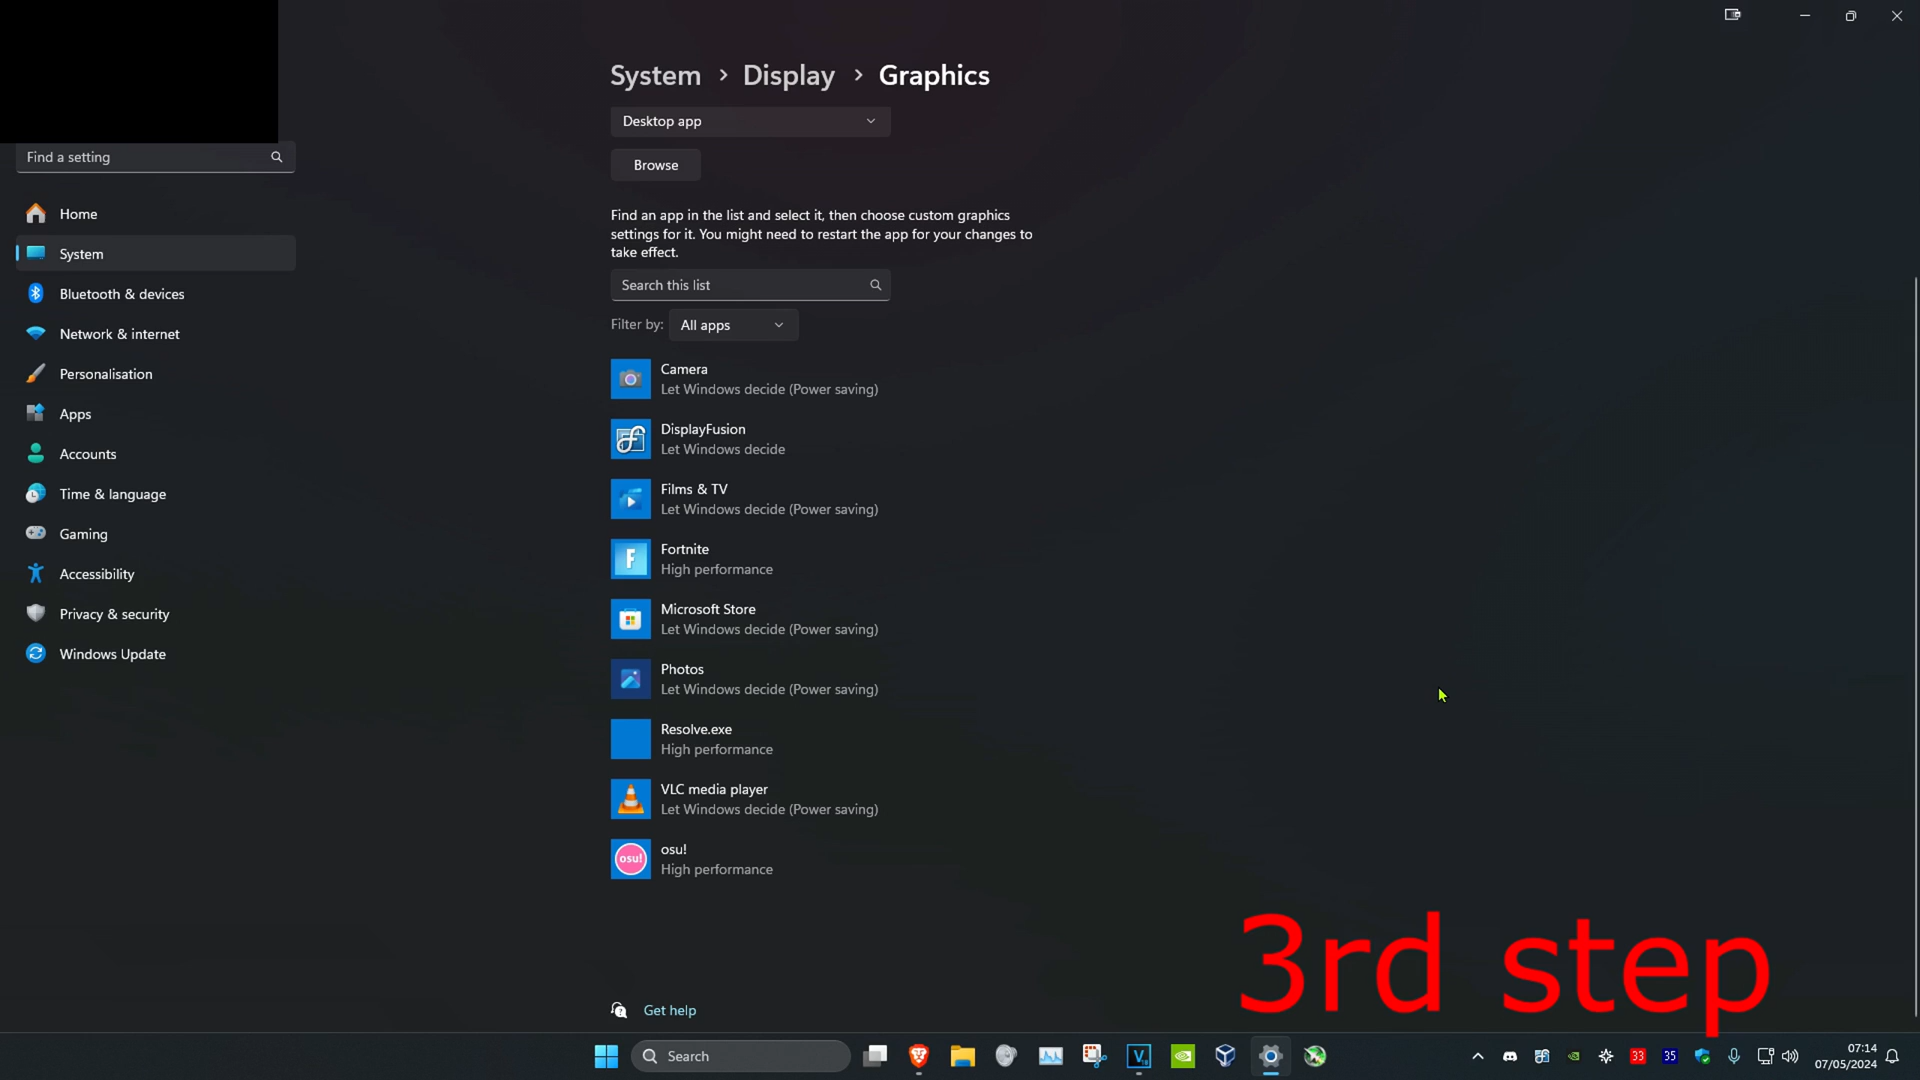 System > Display > Graphics
Desktop app
Browse
Find a setting
Home
System
Bluetooth & devices
Network & internet
Personalisation
Apps
Accounts
Time & language
Gaming
Accessibility
Privacy & security
Windows Update
Find an app in the list and select it, then choose custom graphics
settings for it. You might need to restart the app for your changes to
take effect.
Search this list
Filter by: All apps
Camera
Let Windows decide (Power saving)
DisplayFusion
Let Windows decide
Films & TV
Let Windows decide (Power saving)
F
Fortnite
High performance
Microsoft Store
Let Windows decide (Power saving)
Photos
Let Windows decide (Power saving)
Resolve.exe
High performance
VLC media player
Let Windows decide (Power saving)
osu!
osu!
High performance
3rd step
Get help
Search
33
35
07:14
07/05/2024